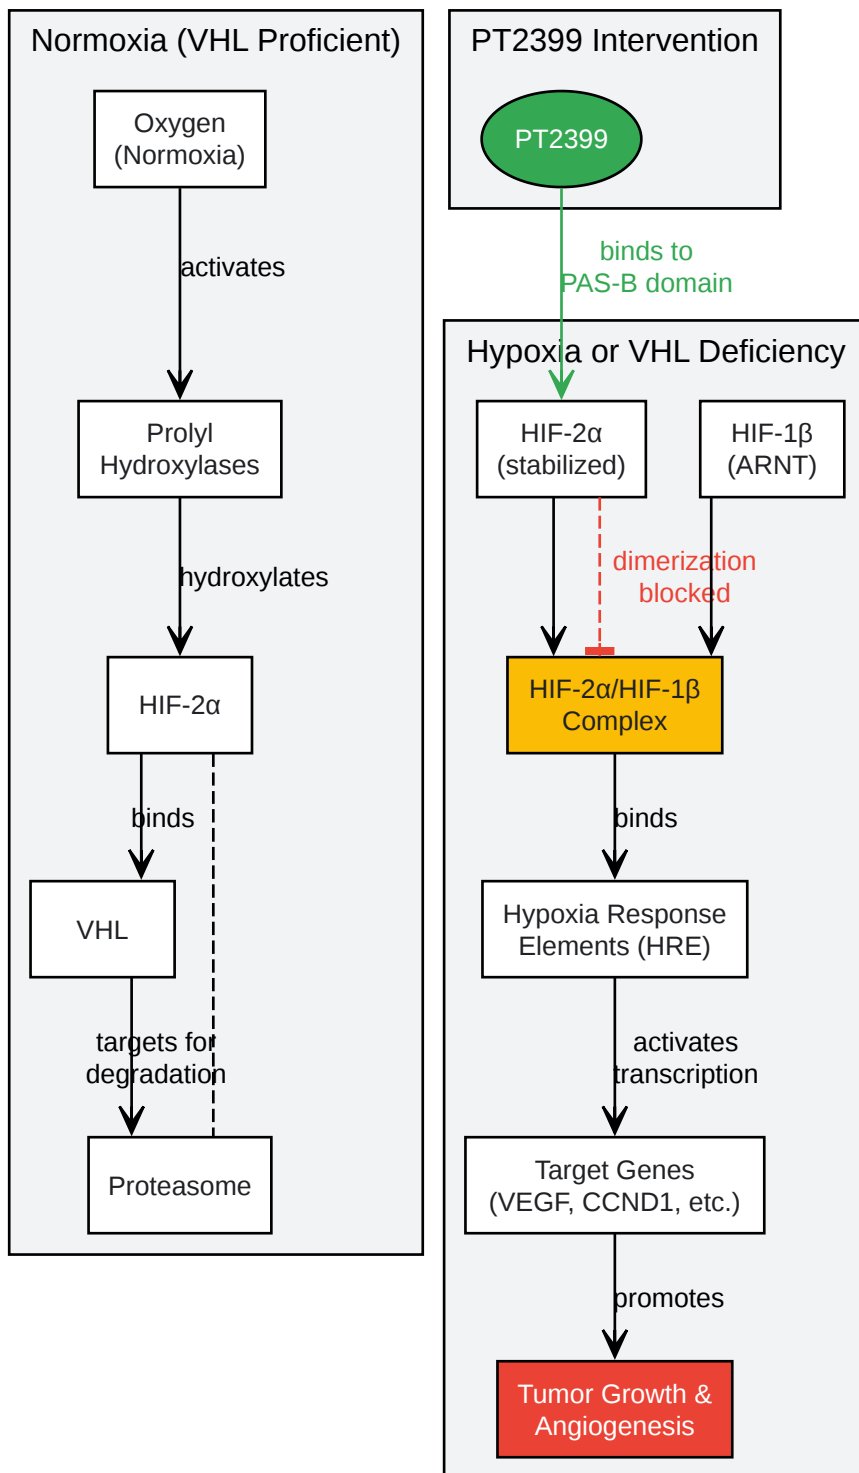 Normoxia (VHL Proficient)
Oxygen
(Normoxia)
activates
Prolyl
Hydroxylases
hydroxylates
HIF-2α
binds
VHL
targets for
degradation
Proteasome
PT2399 Intervention
PT2399
binds to
PAS-B domain
Hypoxia or VHL Deficiency
HIF-2α
(stabilized)
HIF-1β
(ARNT)
dimerization
blocked
HIF-2α/HIF-1β
Complex
binds
Hypoxia Response
Elements (HRE)
activates
transcription
Target Genes
(VEGF, CCND1, etc.)
promotes
Tumor Growth &
Angiogenesis